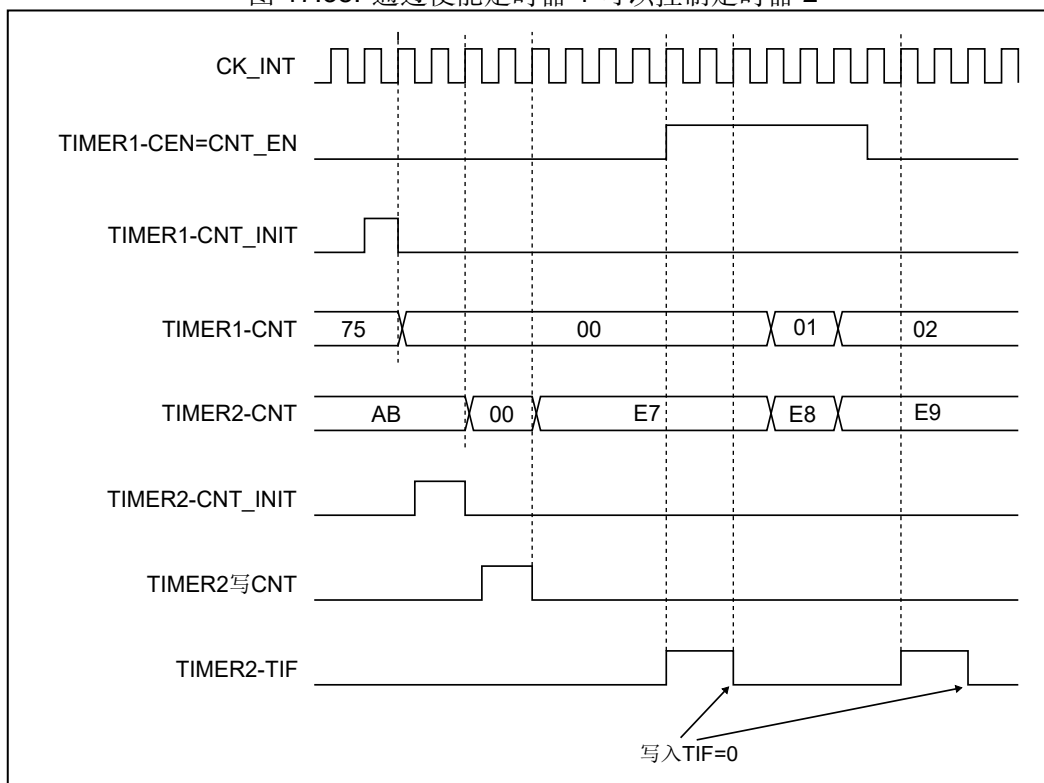 CK_INT
TIMER1-CEN=CNT_EN
TIMER1-CNT_INIT
TIMER1-CNT 75 00 01 02
TIMER2-CNT AB 00 E7 E8 E9
TIMER2-CNT_INIT
TIMER2写CNT
TIMER2-TIF
写入TIF=0